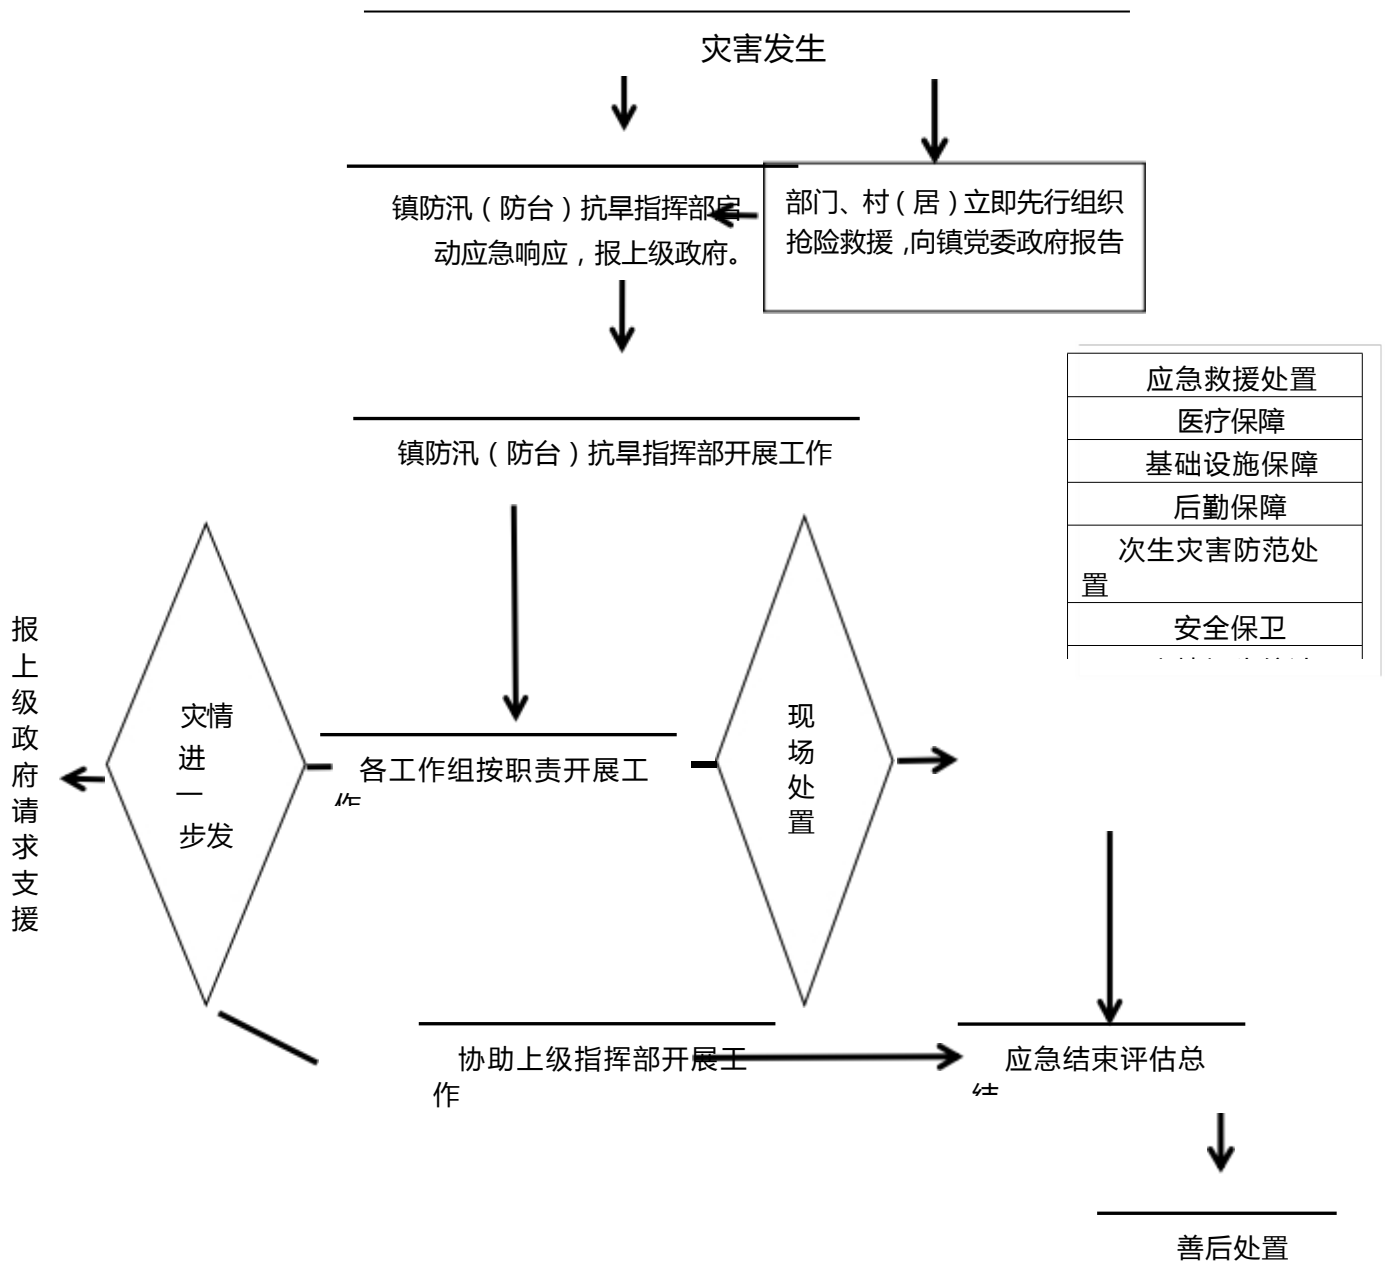 灾害发生
镇防汛（防台）抗旱指挥部启
动应急响应，报上级政府。
部门、村（居）立即先行组织
抢险救援,向镇党委政府报告
镇防汛（防台）抗旱指挥部开展工作
应急救援处置
医疗保障
基础设施保障
后勤保障
次生灾害防范处
置
安全保卫
报
上
级
政
府
请
求
支
援
灾情
进
一
步发
各工作组按职责开展工
作
现
场
处
置
协助上级指挥部开展工
作
应急结束评估总
结
善后处置